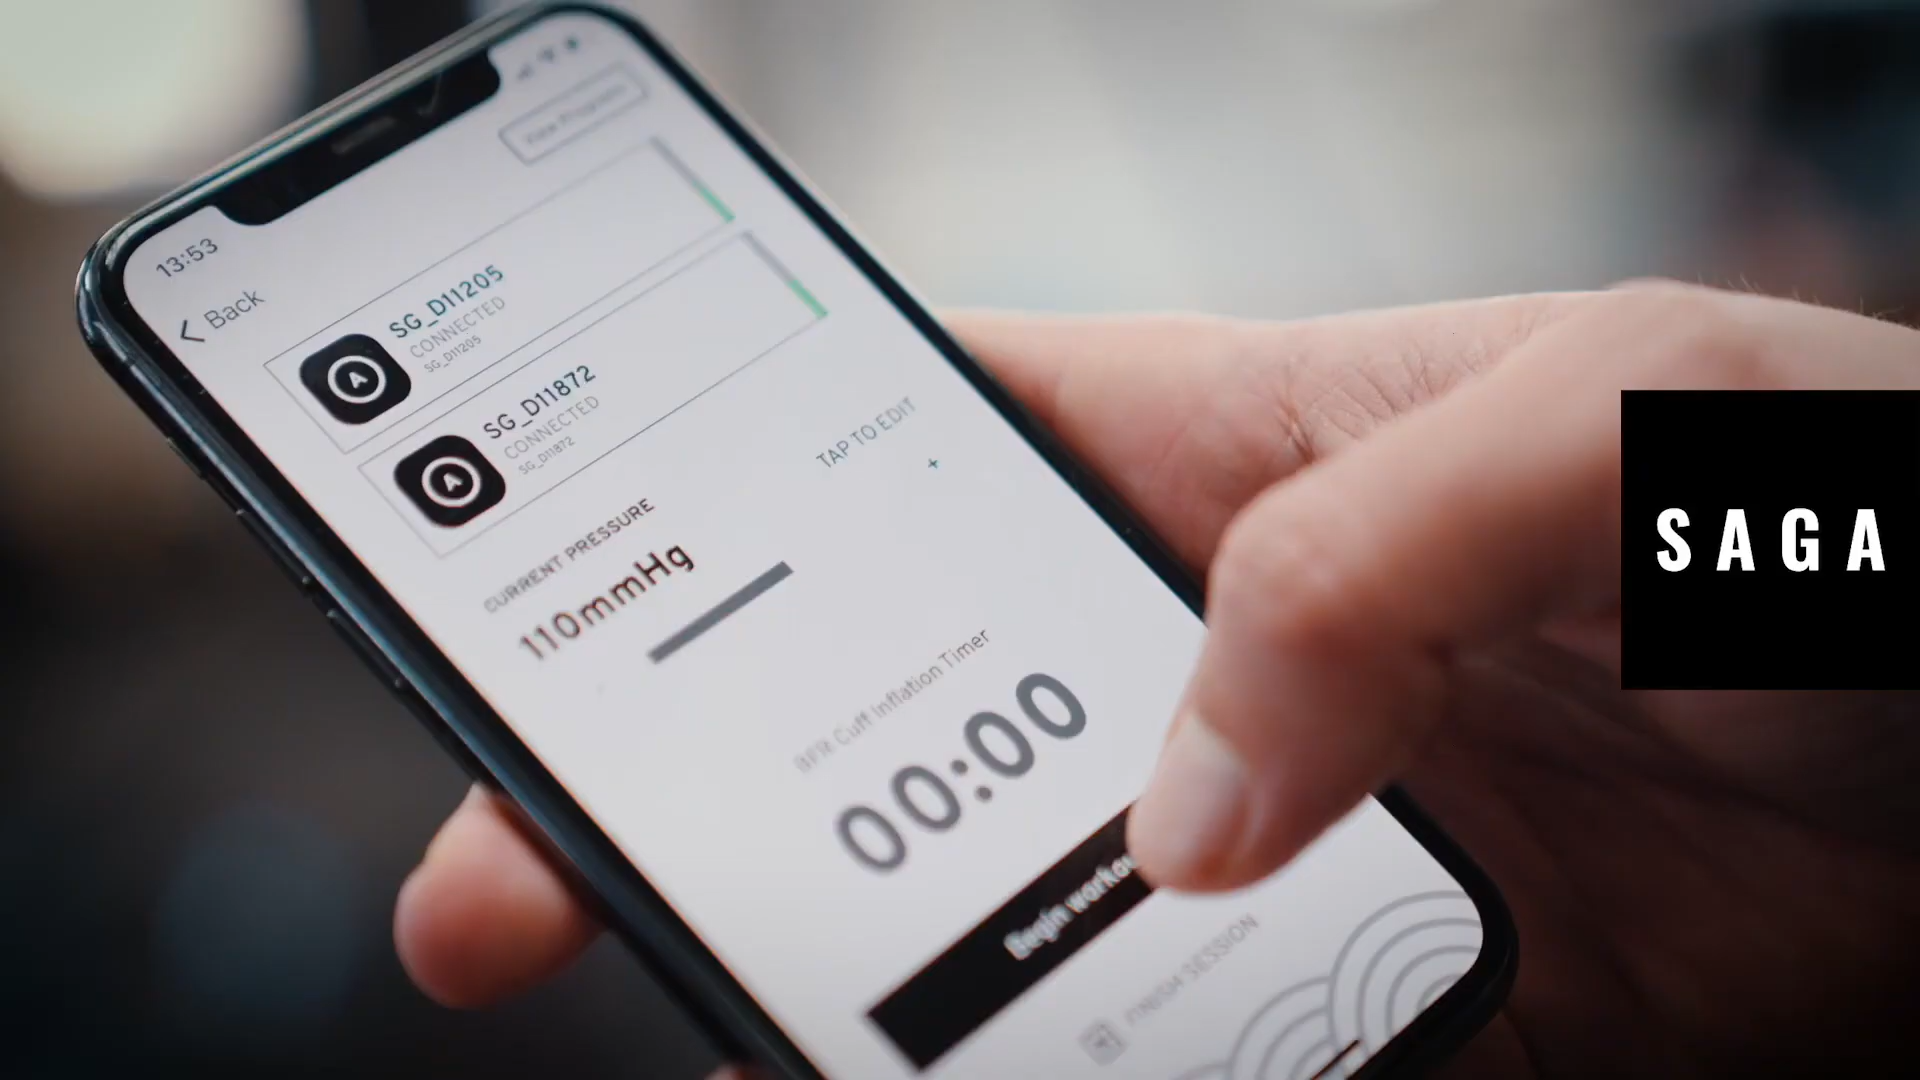 13:53
Back
SG_D11205
CONNECTED
SG_D11205
SG_D11872
CONNECTED
SG_D11872
CURRENT PRESSURE
TAP TO EDIT
110mmHg
+
BFR Cuff Inflation Timer
00:00
Begin
FINISH SESSION
SAGA